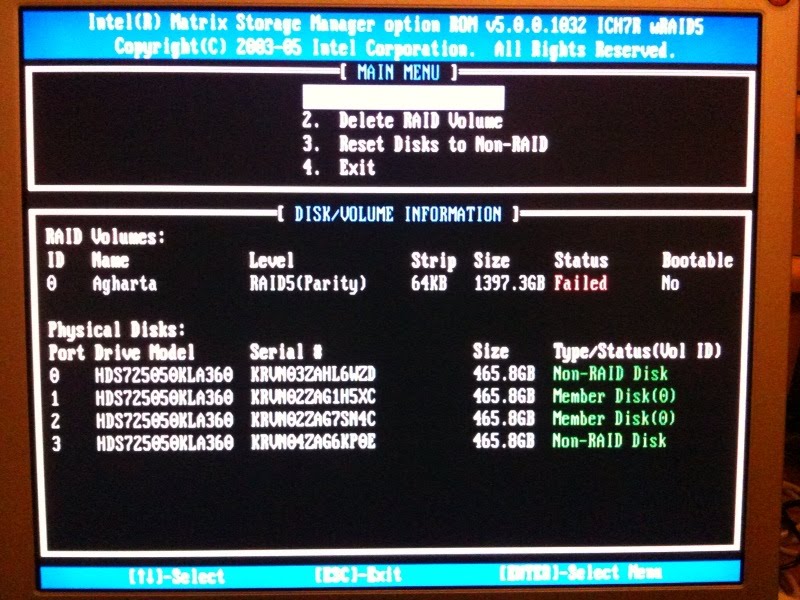 Intel(R) Matrix Storage Manager option ROM v5.0.0.1032 ICH7R wRAID5
Copyright(C) 2003-05 Intel Corporation. All Rights Reserved.
[ MAIN MENU ]
2. Delete RAID Volume
3. Reset Disks to Non-RAID
4. Exit
[ DISK/VOLUME INFORMATION ]
RAID Volumes:
ID Name Level Strip Size Status Bootable
0 Agharta RAID5(Parity) 64KB 1397.3GB Failed No
Physical Disks:
Port Drive Model Serial # Size Type/Status(Vol ID)
0 HDS725050KLA360 KRVN03ZAHL6WZD 465.8GB Non-RAID Disk
1 HDS725050KLA360 KRVN02ZAG1H5XC 465.8GB Member Disk(0)
2 HDS725050KLA360 KRVN02ZAG7SN4C 465.8GB Member Disk(0)
3 HDS725050KLA360 KRVN04ZAG6KP0E 465.8GB Non-RAID Disk
[↑↓]-Select [ESC]-Exit [ENTER]-Select Menu